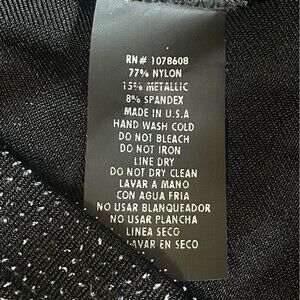 RN# 1078608
77% NYLON
15% METALLIC
8% SPANDEX
MADE IN U.S.A
HAND WASH COLD
DO NOT BLEACH
DO NOT IRON
LINE DRY
DO NOT DRY CLEAN
LAVAR A MANO
CON AGUA FRIA
NO USAR BLANQUEADOR
NO USAR PLANCHA
LINEA SECO
LAVAR EN SECO